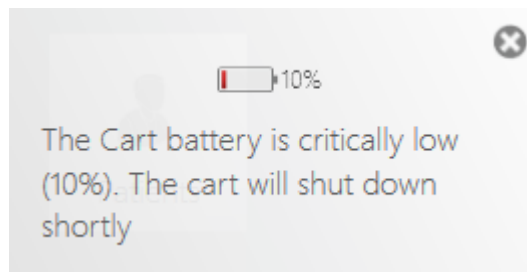 10%
The Cart battery is critically low
(10%). The cart will shut down
shortly